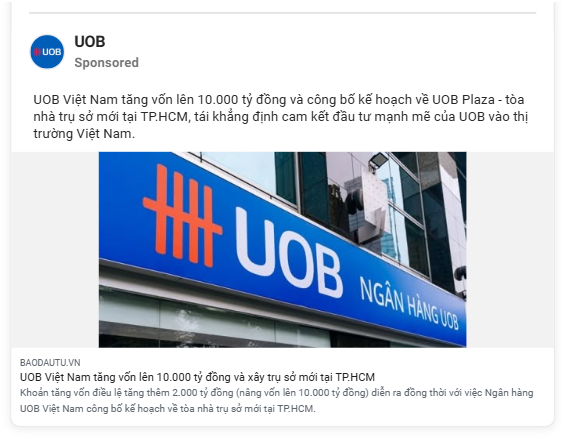 UOB
UOB
Sponsored
UOB Việt Nam tăng vốn lên 10.000 tỷ đồng và công bố kế hoạch về UOB Plaza - tòa
nhà trụ sở mới tại TP.HCM, tái khẳng định cam kết đầu tư mạnh mẽ của UOB vào thị
trường Việt Nam.
UOB
NGÂN HÀNG UOB
BAODAUTU.VN
UOB Việt Nam tăng vốn lên 10.000 tỷ đồng và xây trụ sở mới tại TP.HCM
Khoản tăng vốn điều lệ tăng thêm 2.000 tỷ đồng (nâng vốn lên 10.000 tỷ đồng) diễn ra đồng thời với việc Ngân hàng
UOB Việt Nam công bố kế hoạch về tòa nhà trụ sở mới tại TP.HCM.